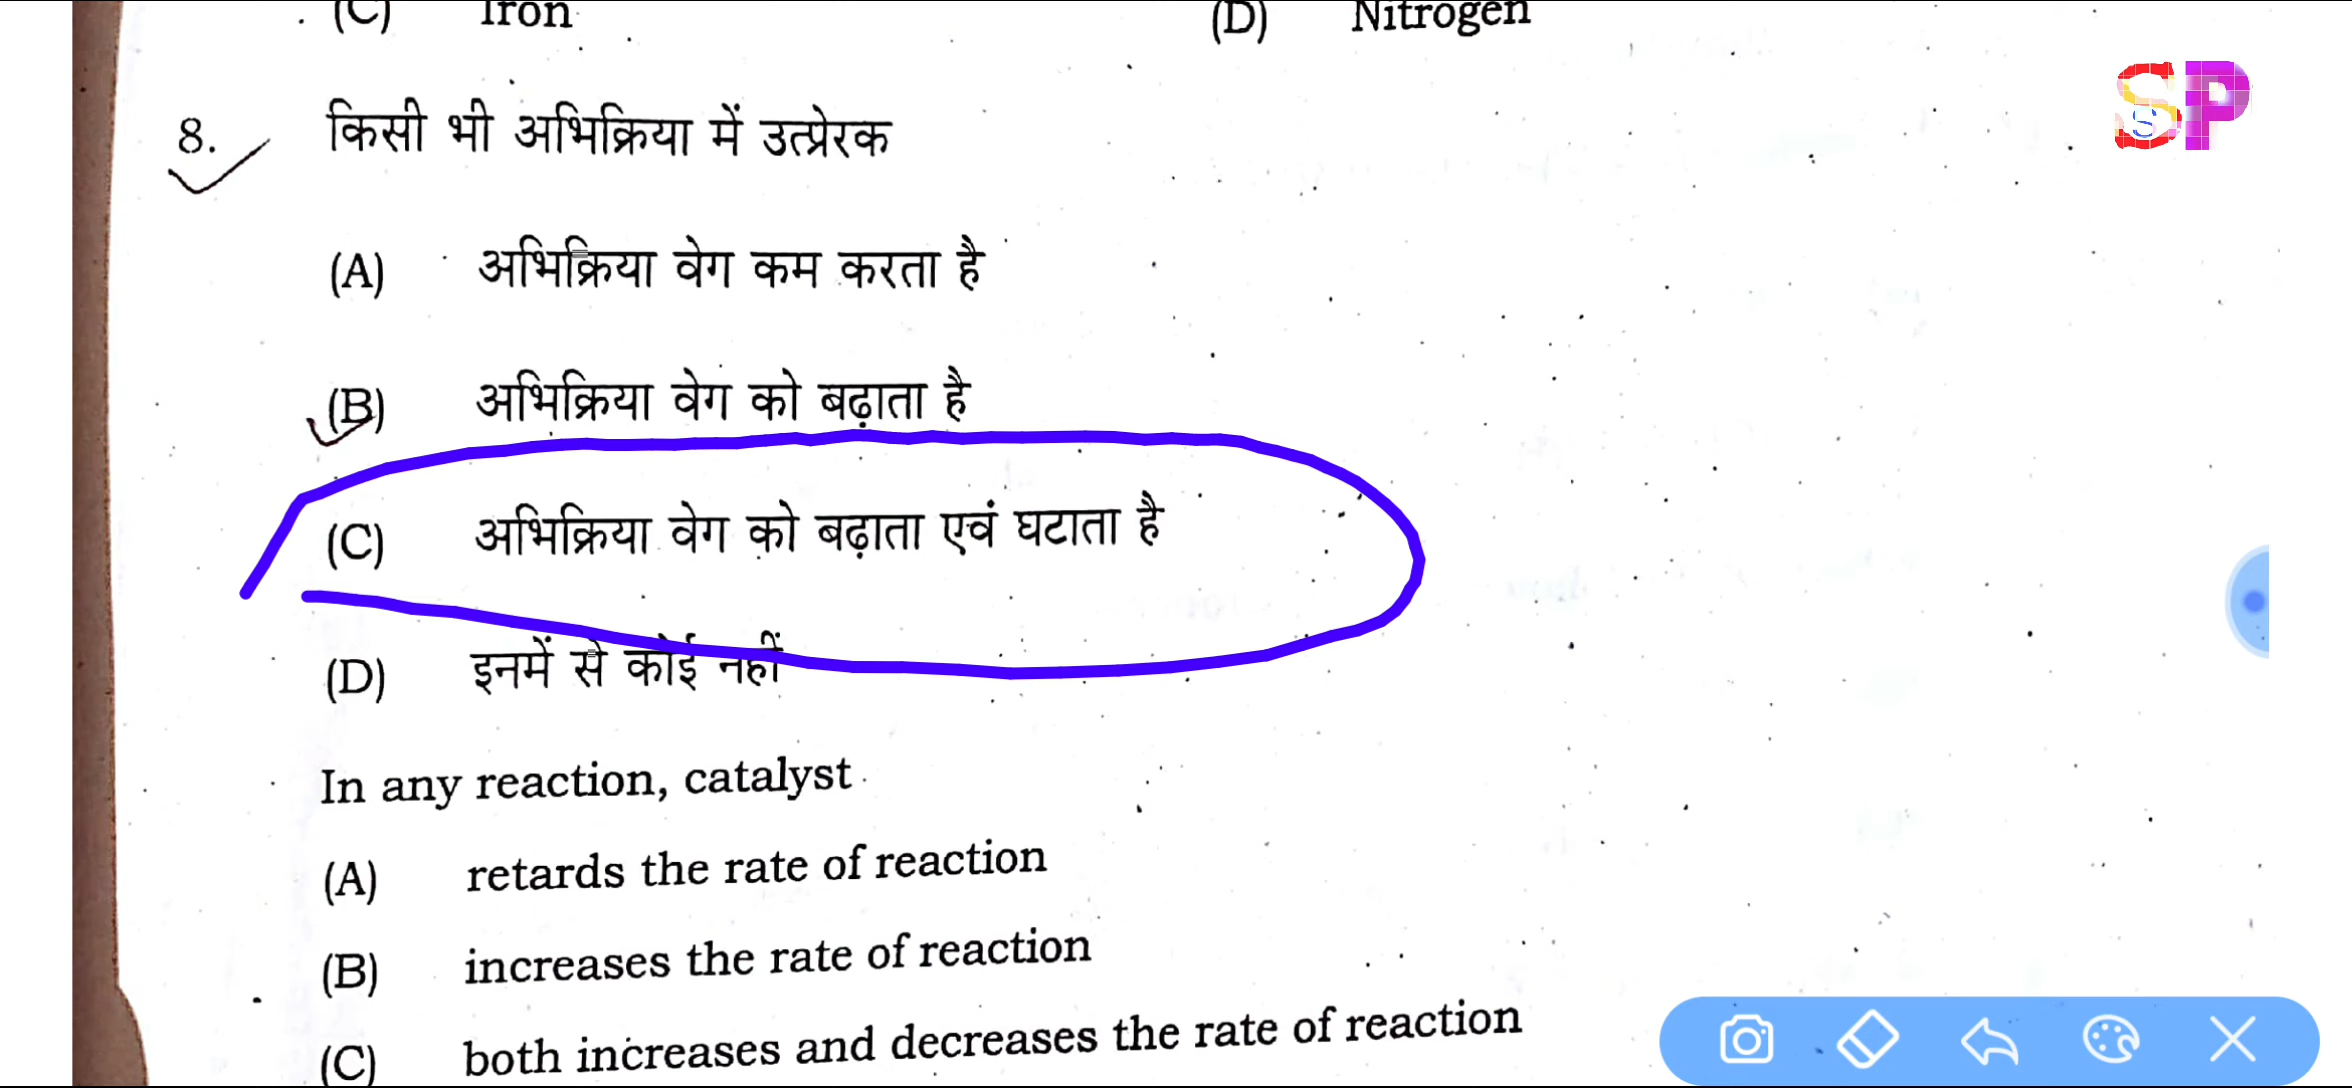 (C) Iron (D) Nitrogen
SP
S
8. किसी भी अभिक्रिया में उत्प्रेरक
(A) अभिक्रिया वेग कम करता है
(B) अभिक्रिया वेग को बढ़ाता है
(C) अभिक्रिया वेग को बढ़ाता एवं घटाता है
(D) इनमें से कोई नहीं
In any reaction, catalyst
(A) retards the rate of reaction
(B) increases the rate of reaction
(C) both increases and decreases the rate of reaction